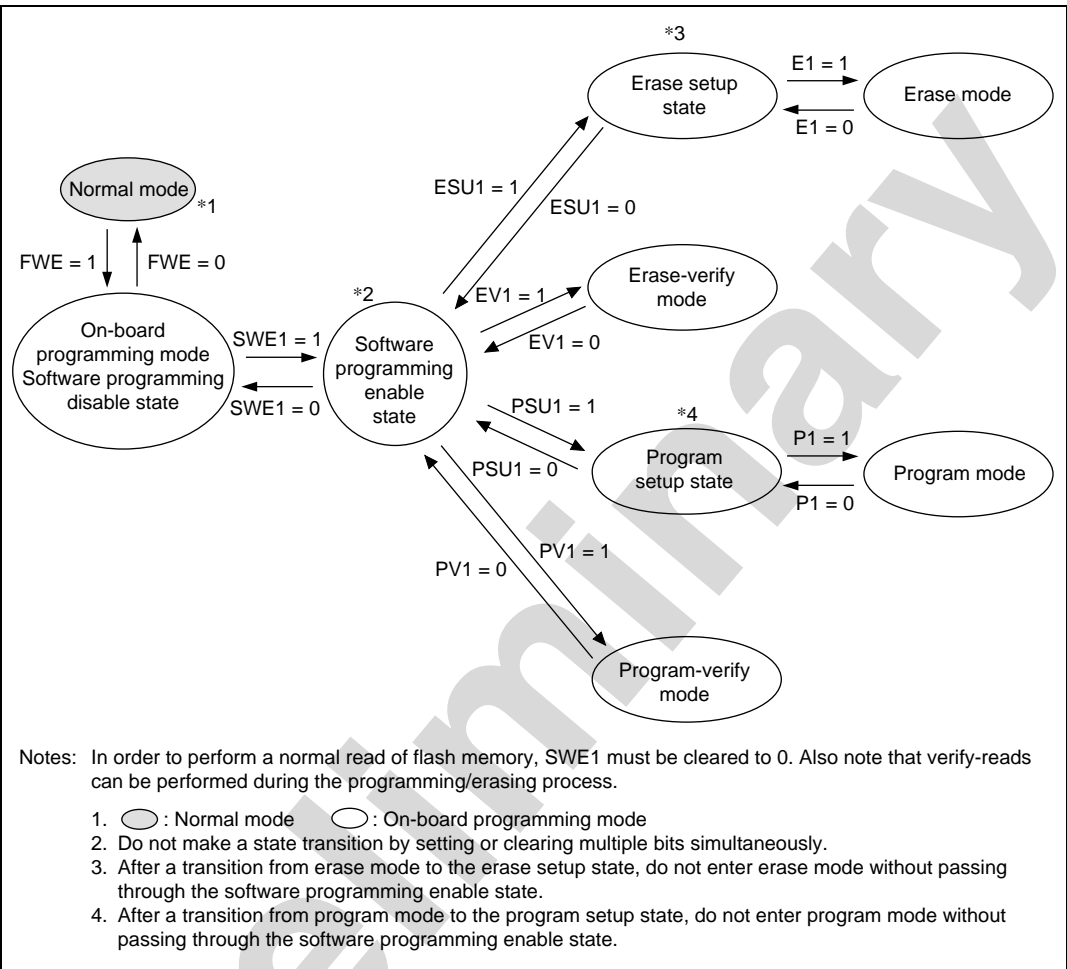 *3
Erase setup
state
E1 = 1
E1 = 0
Erase mode
Normal mode
*1
FWE = 1
FWE = 0
ESU1 = 1
ESU1 = 0
Erase-verify
mode
*2
EV1 = 1
EV1 = 0
On-board
programming mode
Software programming
disable state
SWE1 = 1
SWE1 = 0
Software
programming
enable
state
PSU1 = 1
PSU1 = 0
*4
Program
setup state
P1 = 1
P1 = 0
Program mode
PV1 = 1
PV1 = 0
Program-verify
mode
Notes: In order to perform a normal read of flash memory, SWE1 must be cleared to 0. Also note that verify-reads
can be performed during the programming/erasing process.
1. : Normal mode : On-board programming mode
2. Do not make a state transition by setting or clearing multiple bits simultaneously.
3. After a transition from erase mode to the erase setup state, do not enter erase mode without passing
through the software programming enable state.
4. After a transition from program mode to the program setup state, do not enter program mode without
passing through the software programming enable state.
eliminary